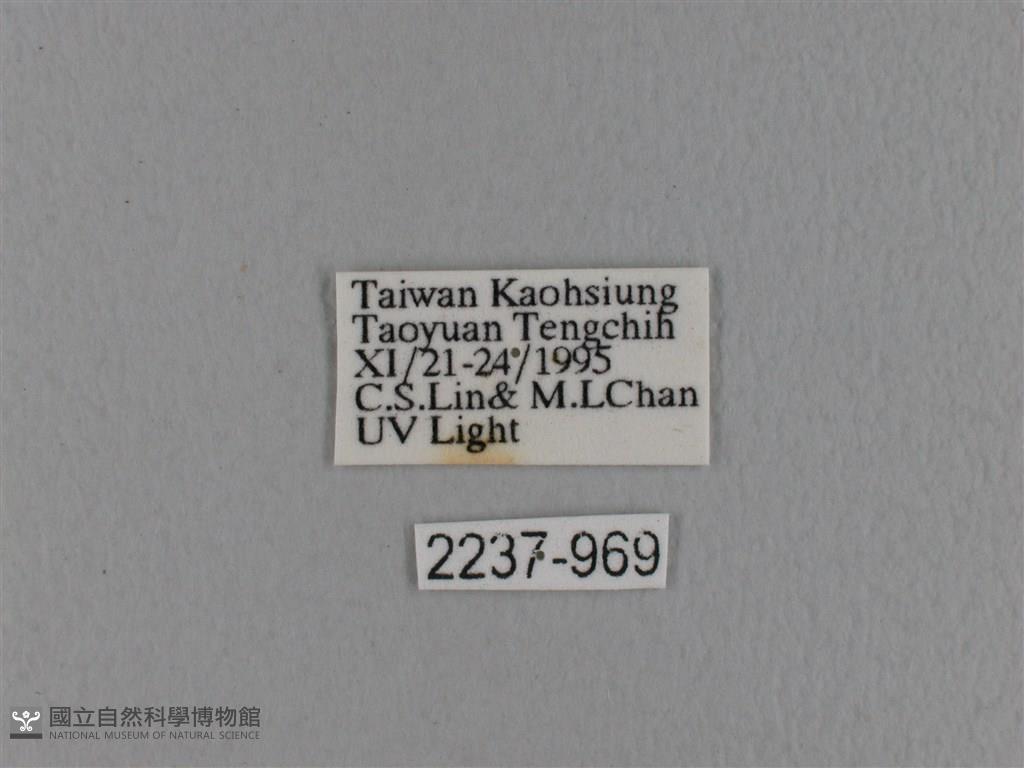 Taiwan Kaohsiung
Taoyuan Tengchih
XI/21-24/1995
C.S.Lin& M.LChan
UV Light
2237-969
國立自然科學博物館
NATIONAL MUSEUM OF NATURAL SCIENCE